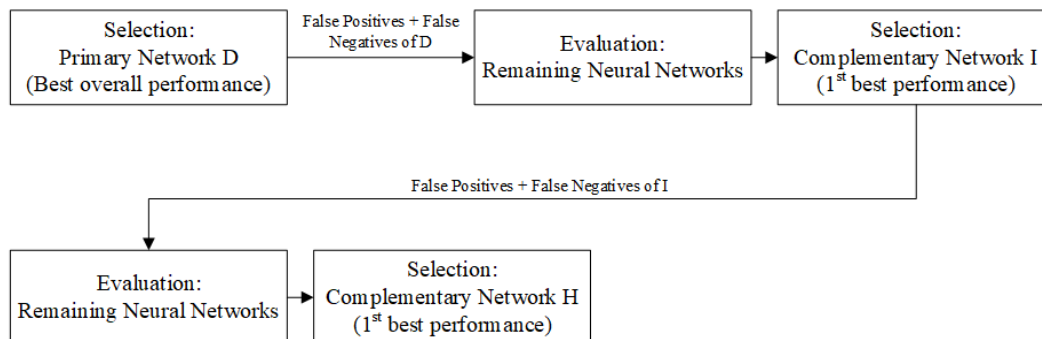 Selection:
Primary Network D
(Best overall performance)
False Positives + False
Negatives of D
Evaluation:
Remaining Neural Networks
Selection:
Complementary Network I
(1st best performance)
False Positives + False Negatives of I
Evaluation:
Remaining Neural Networks
Selection:
Complementary Network H
(1st best performance)